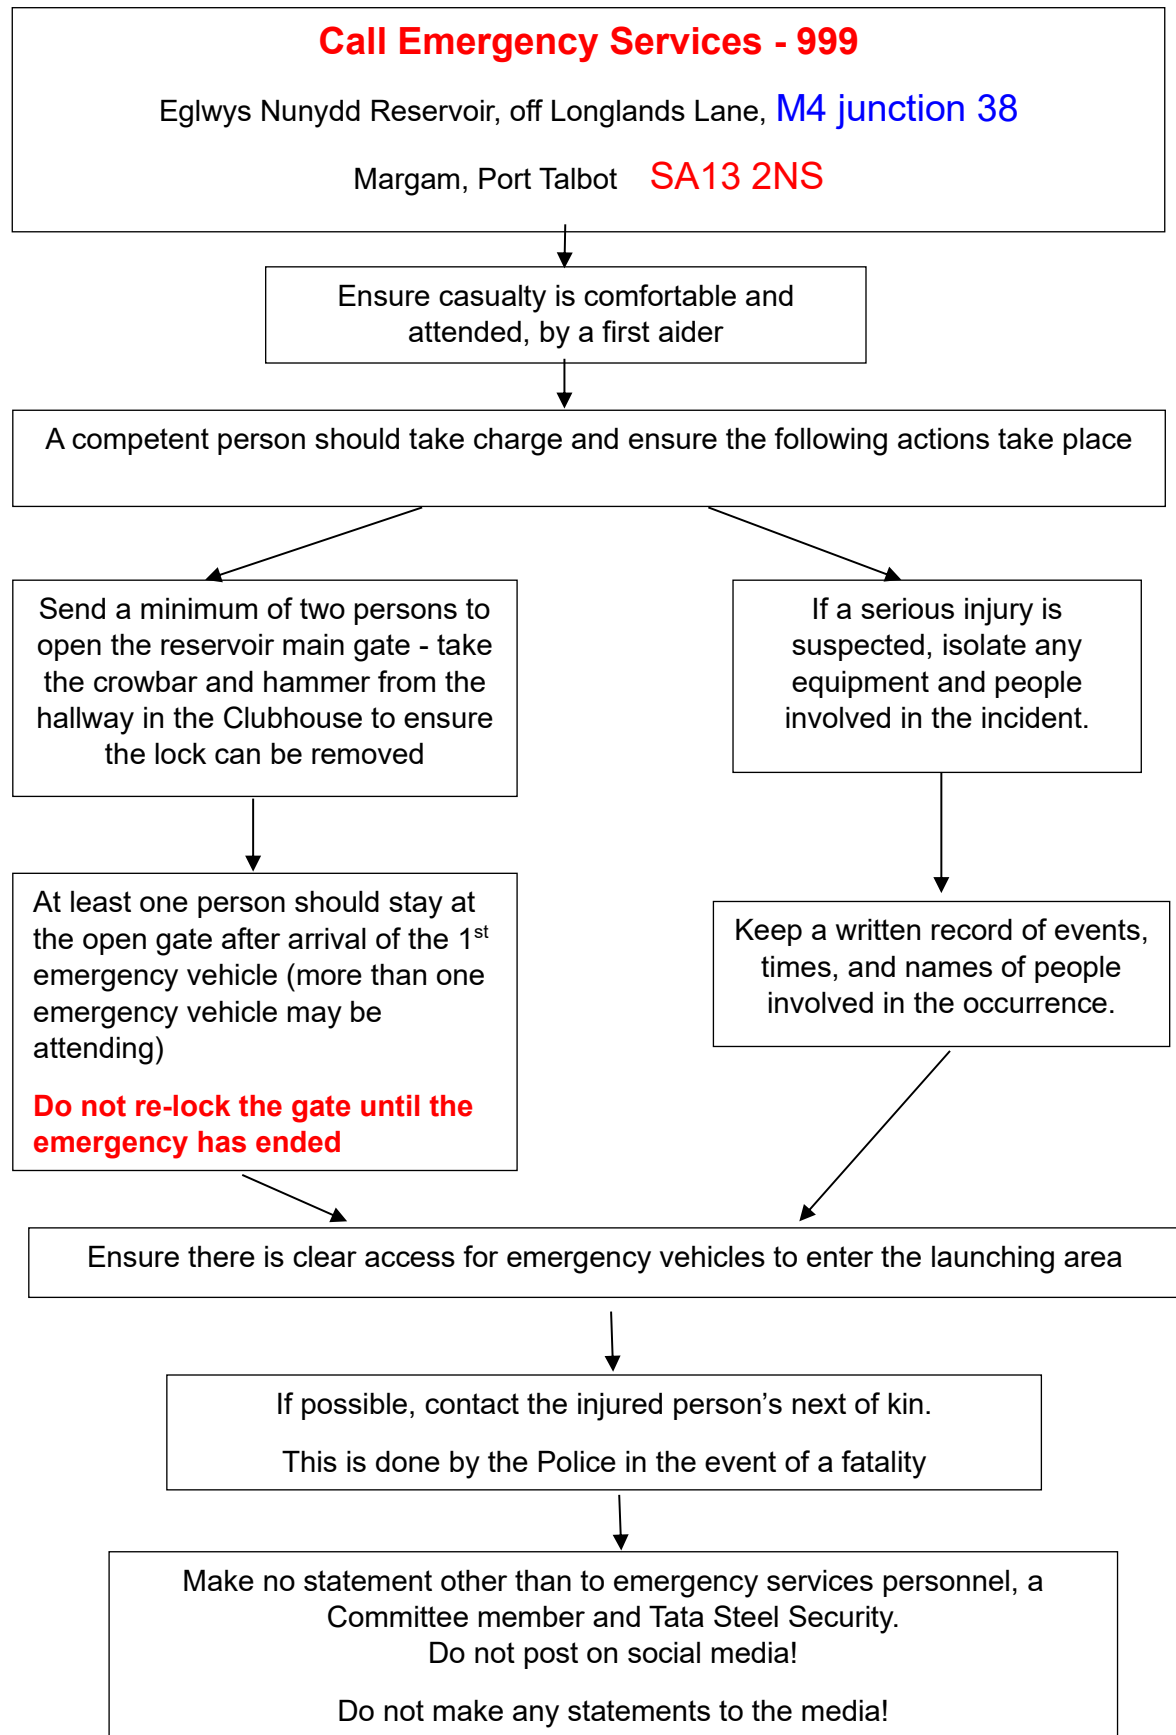 Call Emergency Services - 999
Eglwys Nunydd Reservoir, off Longlands Lane, M4 junction 38
Margam, Port Talbot SA13 2NS
Ensure casualty is comfortable and
attended, by a first aider
A competent person should take charge and ensure the following actions take place
Send a minimum of two persons to
open the reservoir main gate - take
the crowbar and hammer from the
hallway in the Clubhouse to ensure
the lock can be removed
If a serious injury is
suspected, isolate any
equipment and people
involved in the incident.
At least one person should stay at
the open gate after arrival of the 1st
emergency vehicle (more than one
emergency vehicle may be
attending)
Do not re-lock the gate until the
emergency has ended
Keep a written record of events,
times, and names of people
involved in the occurrence.
Ensure there is clear access for emergency vehicles to enter the launching area
If possible, contact the injured person’s next of kin.
This is done by the Police in the event of a fatality
Make no statement other than to emergency services personnel, a
Committee member and Tata Steel Security.
Do not post on social media!
Do not make any statements to the media!